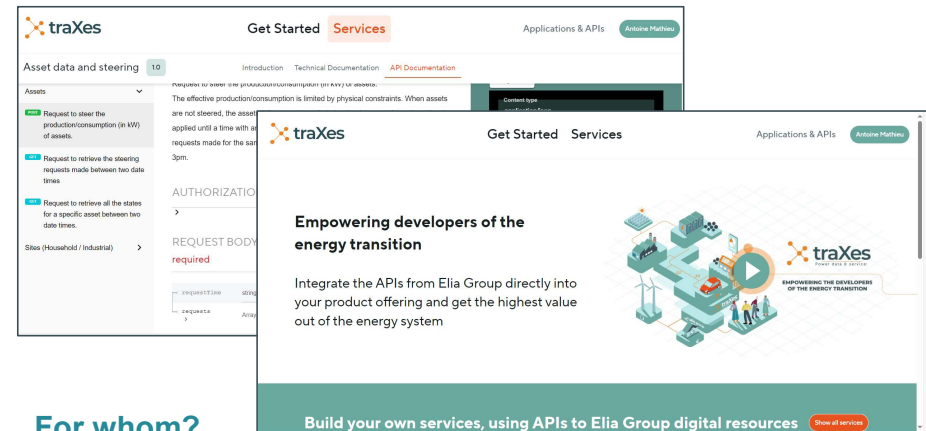 traXes
Get Started Services
Applications & APIs
Antoine Mathieu
Asset data and steering 1.0
Introduction Technical Documentation API Documentation
Assets
POST Request to steer the
production/consumption (in kW)
of assets.
GET Request to retrieve the steering
requests made between two date
times
GET Request to retrieve all the states
for a specific asset between two
date times.
Sites (Household / Industrial)
Request to steer the production/consumption (in kW) of assets.
The effective production/consumption is limited by physical constraints. When assets
are not steered, the asset
applied until a time with
requests made for the
3pm.
AUTHORIZATIO
REQUEST BODY
required
requestTime string
requests
Content type
traXes
Get Started Services
Applications & APIs
Antoine Mathieu
Empowering developers of the
energy transition
Integrate the APIs from Elia Group directly into
your product offering and get the highest value
out of the energy system
traXes
Power data & service
EMPOWERING THE DEVELOPERS
OF THE ENERGY TRANSITION
Build your own services, using APIs to Elia Group digital resources
Show all services
For whom?